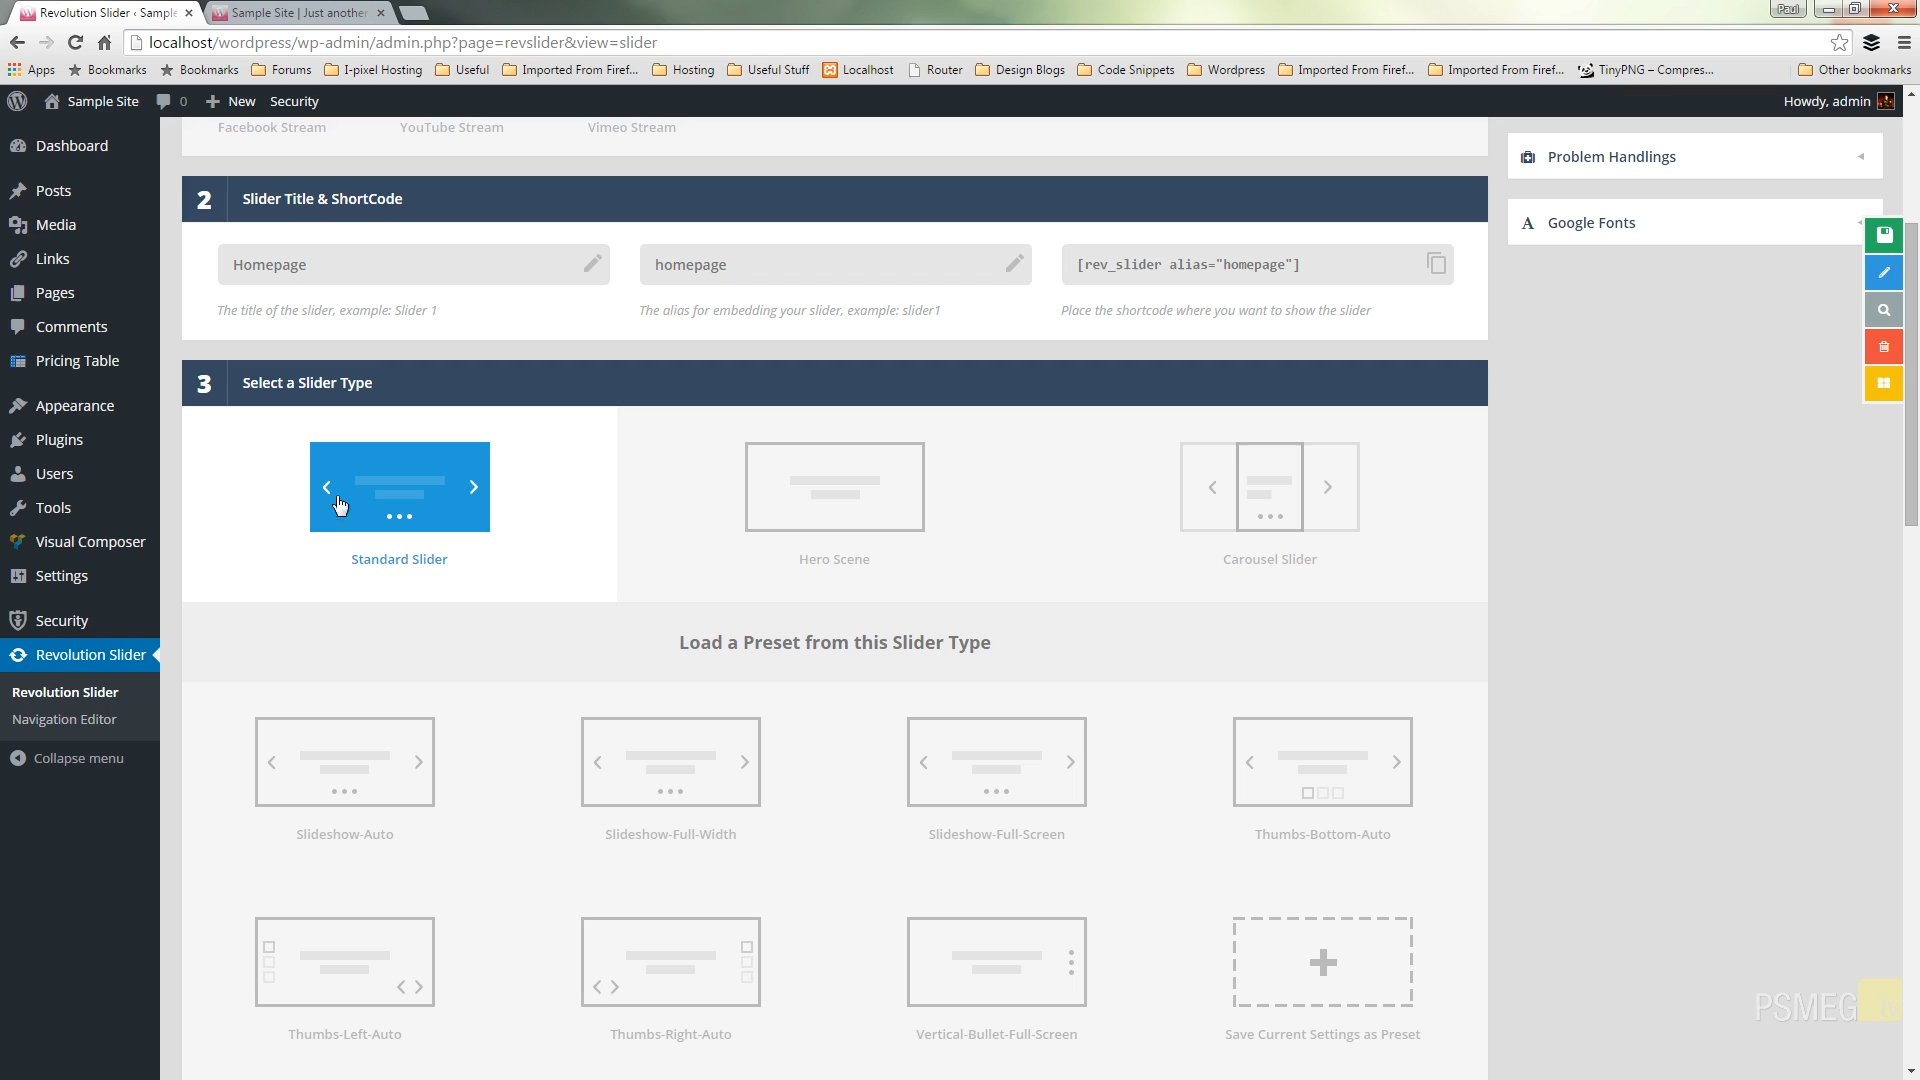 Revolution Slider ‹ Sample
Sample Site | Just another
Paul
localhost/wordpress/wp-admin/admin.php?page=revslider&view=slider
Apps
Bookmarks
Bookmarks
Forums
I-pixel Hosting
Useful
Imported From Firef...
Hosting
Useful Stuff
Localhost
Router
Design Blogs
Code Snippets
Wordpress
Imported From Firef...
Imported From Firef...
TinyPNG – Compres...
Other bookmarks
Sample Site
0
New
Security
Howdy, admin
Dashboard
Posts
Media
Links
Pages
Comments
Pricing Table
Appearance
Plugins
Users
Tools
Visual Composer
Settings
Security
Revolution Slider
Revolution Slider
Navigation Editor
Collapse menu
Facebook Stream
YouTube Stream
Vimeo Stream
2
Slider Title & ShortCode
Homepage
homepage
[rev_slider alias="homepage"]
The title of the slider, example: Slider 1
The alias for embedding your slider, example: slider1
Place the shortcode where you want to show the slider
3
Select a Slider Type
Standard Slider
Hero Scene
Carousel Slider
Load a Preset from this Slider Type
Slideshow-Auto
Slideshow-Full-Width
Slideshow-Full-Screen
Thumbs-Bottom-Auto
Thumbs-Left-Auto
Thumbs-Right-Auto
Vertical-Bullet-Full-Screen
Save Current Settings as Preset
Problem Handlings
A
Google Fonts
PSMEG